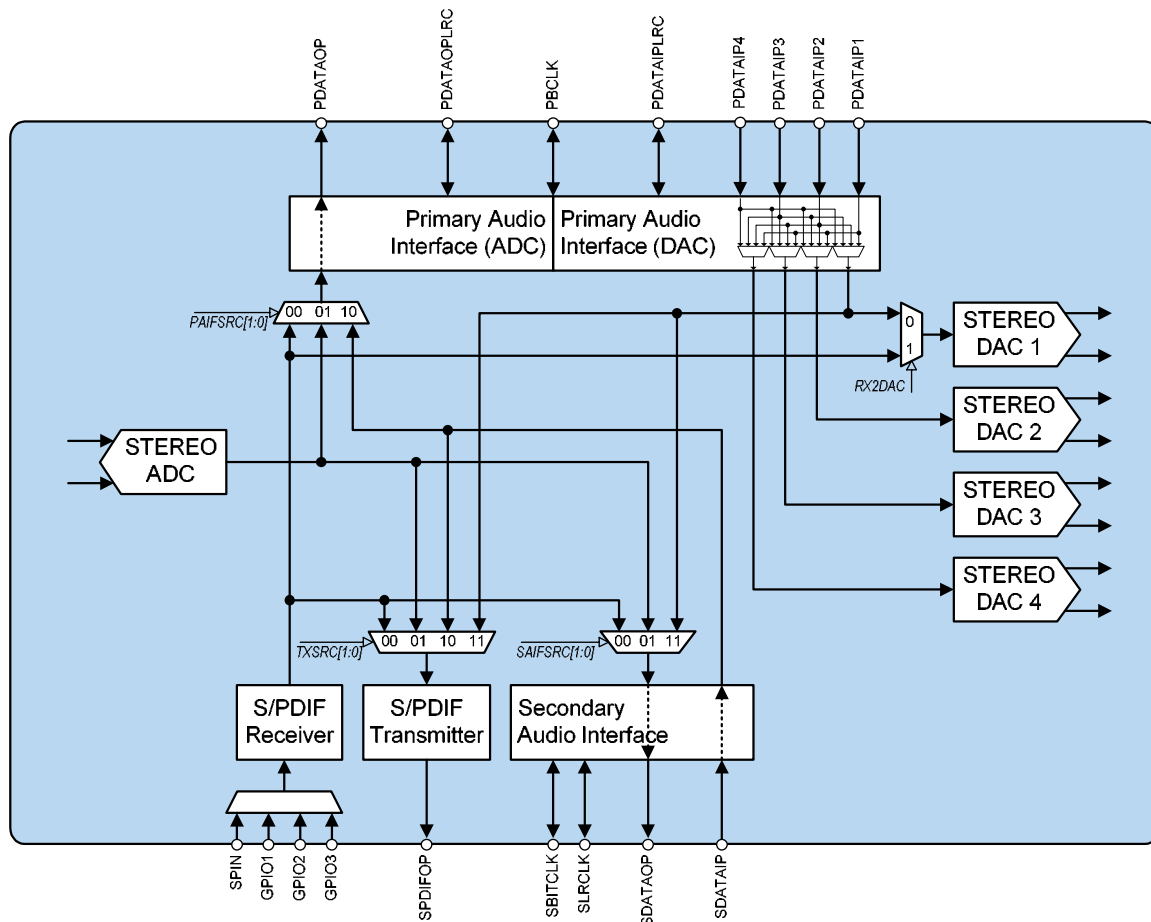 PDATAOP
PDATAOPLRC
PBCLK
PDATAIPLRC
PDATAIP4
PDATAIP3
PDATAIP2
PDATAIP1
Primary Audio
Interface (ADC)
Primary Audio
Interface (DAC)
00 01 10
PAIFSRC[1:0]
0
1
RX2DAC
STEREO
DAC 1
STEREO
DAC 2
STEREO
DAC 3
STEREO
DAC 4
STEREO
ADC
00 01 10 11
TXSRC[1:0]
00 01 11
SAIFSRC[1:0]
S/PDIF
Receiver
S/PDIF
Transmitter
Secondary
Audio Interface
SPIN
GPIO1
GPIO2
GPIO3
SPDIFOP
SBITCLK
SLRCLK
SDATAOP
SDATAIP